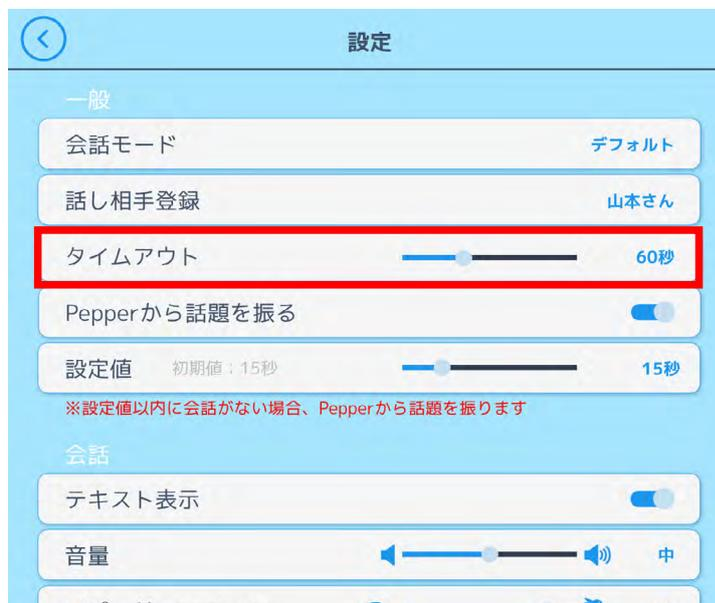 設定
一般
会話モード デフォルト
話し相手登録 山本さん
タイムアウト 60秒
Pepperから話題を振る
設定値 初期値：15秒 15秒
※設定値以内に会話がない場合、Pepperから話題を振ります
会話
テキスト表示
音量 中